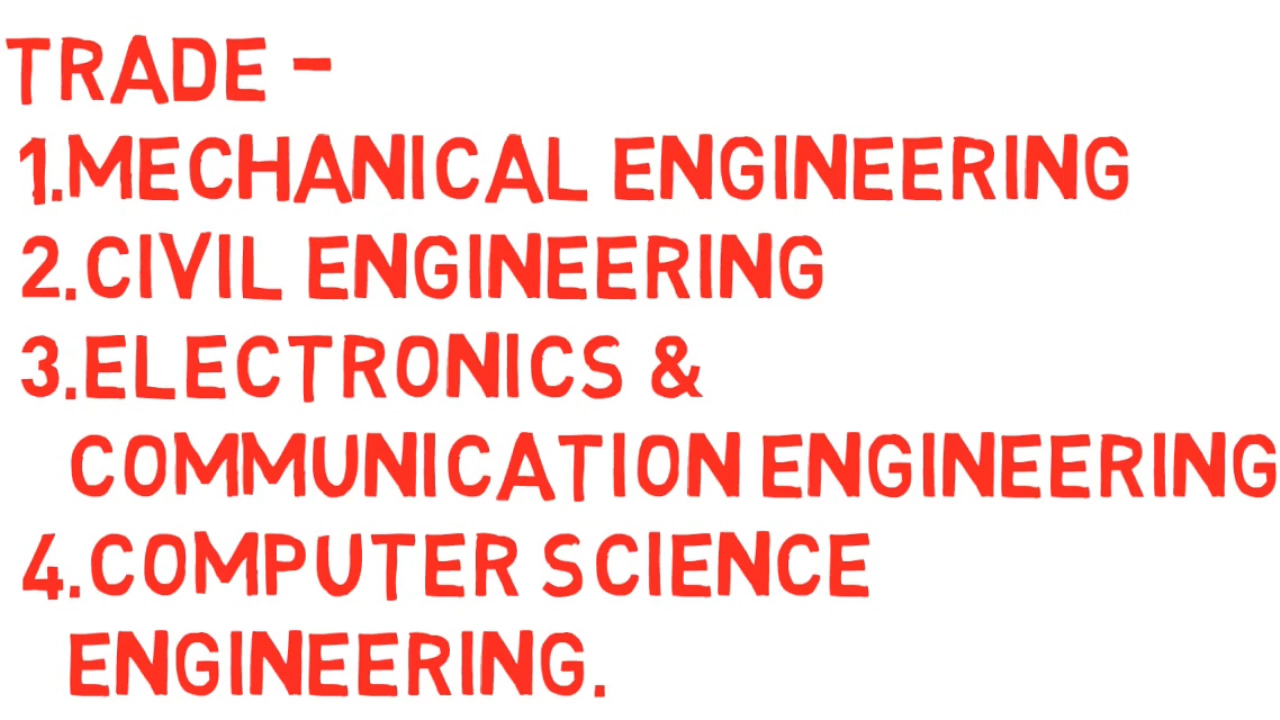 TRADE -
1.MECHANICAL ENGINEERING
2.CIVIL ENGINEERING
3.ELECTRONICS &
COMMUNICATION ENGINEERING
4.COMPUTER SCIENCE
ENGINEERING.